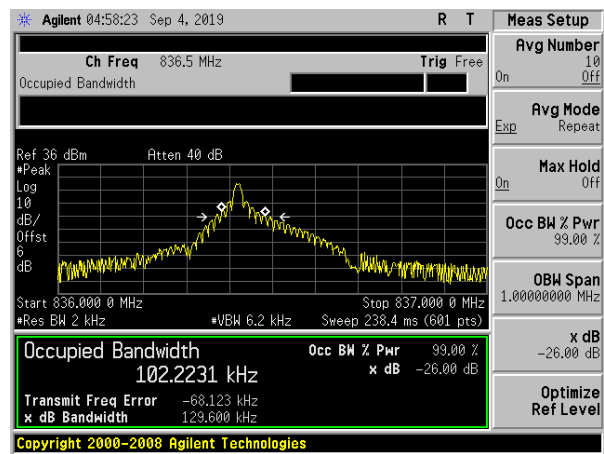 Agilent 04:58:23 Sep 4, 2019 R T Meas Setup
Ch Freq 836.5 MHz Trig Free
Occupied Bandwidth
Avg Number
10
On Off
Avg Mode
Exp Repeat
Max Hold
On Off
Occ BW % Pwr
99.00 %
OBW Span
1.00000000 MHz
x dB
-26.00 dB
Optimize
Ref Level
Ref 36 dBm Atten 40 dB
#Peak
Log
10
dB/
Offst
6
dB
Start 836.000 0 MHz Stop 837.000 0 MHz
#Res BW 2 kHz #VBW 6.2 kHz Sweep 238.4 ms (601 pts)
Occupied Bandwidth Occ BW % Pwr 99.00 %
102.2231 kHz x dB -26.00 dB
Transmit Freq Error -68.123 kHz
x dB Bandwidth 129.600 kHz
Copyright 2000-2008 Agilent Technologies